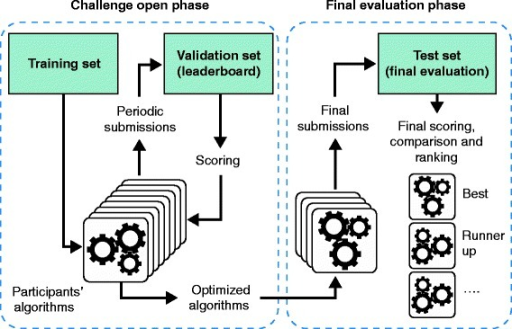 Challenge open phase
Final evaluation phase
Training set
Validation set
(leaderboard)
Test set
(final evaluation)
Periodic
submissions
Scoring
Final
submissions
Final scoring,
comparison and
ranking
Best
Runner
up
....
Participants'
algorithms
Optimized
algorithms